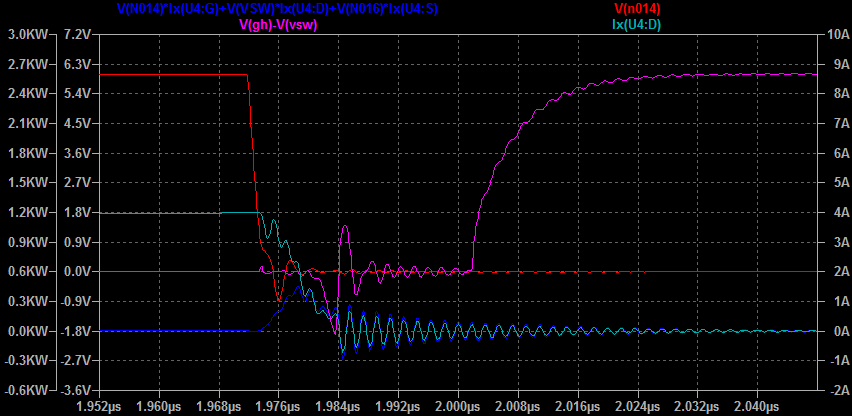 V(N014)*Ix(U4:G)+V(VSW)*Ix(U4:D)+V(N016)*Ix(U4:S) V(n014)
V(gh)-V(vsw) Ix(U4:D)
3.0KW 7.2V 10A
2.7KW 6.3V 9A
2.4KW 5.4V 8A
2.1KW 4.5V 7A
1.8KW 3.6V 6A
1.5KW 2.7V 5A
1.2KW 1.8V 4A
0.9KW 0.9V 3A
0.6KW 0.0V 2A
0.3KW -0.9V 1A
0.0KW -1.8V 0A
-0.3KW -2.7V -1A
-0.6KW -3.6V -2A
1.952µs 1.960µs 1.968µs 1.976µs 1.984µs 1.992µs 2.000µs 2.008µs 2.016µs 2.024µs 2.032µs 2.040µs